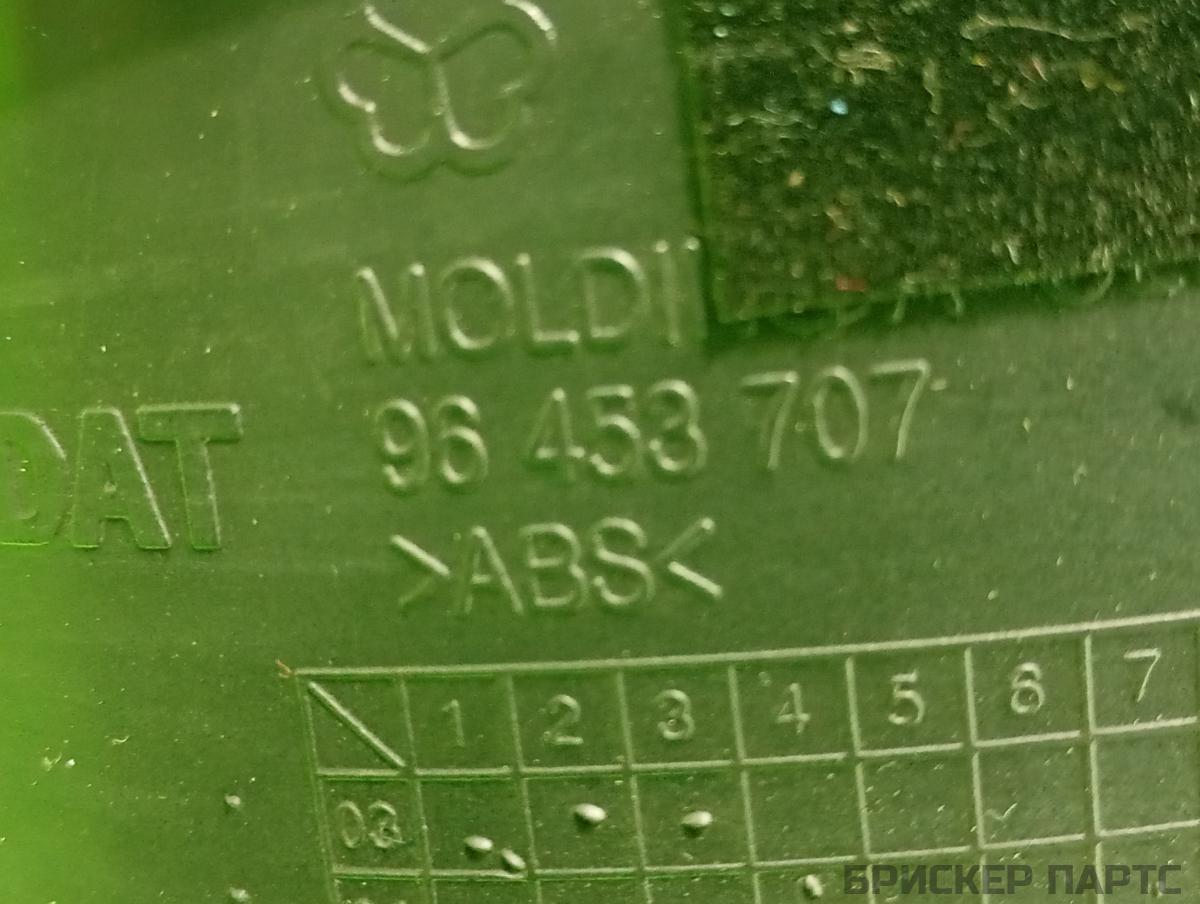 MOLDI
DAT
96 453 707
>ABS<
1 2 3 4 5 6 7
03
БРИСКЕР ПАРТС